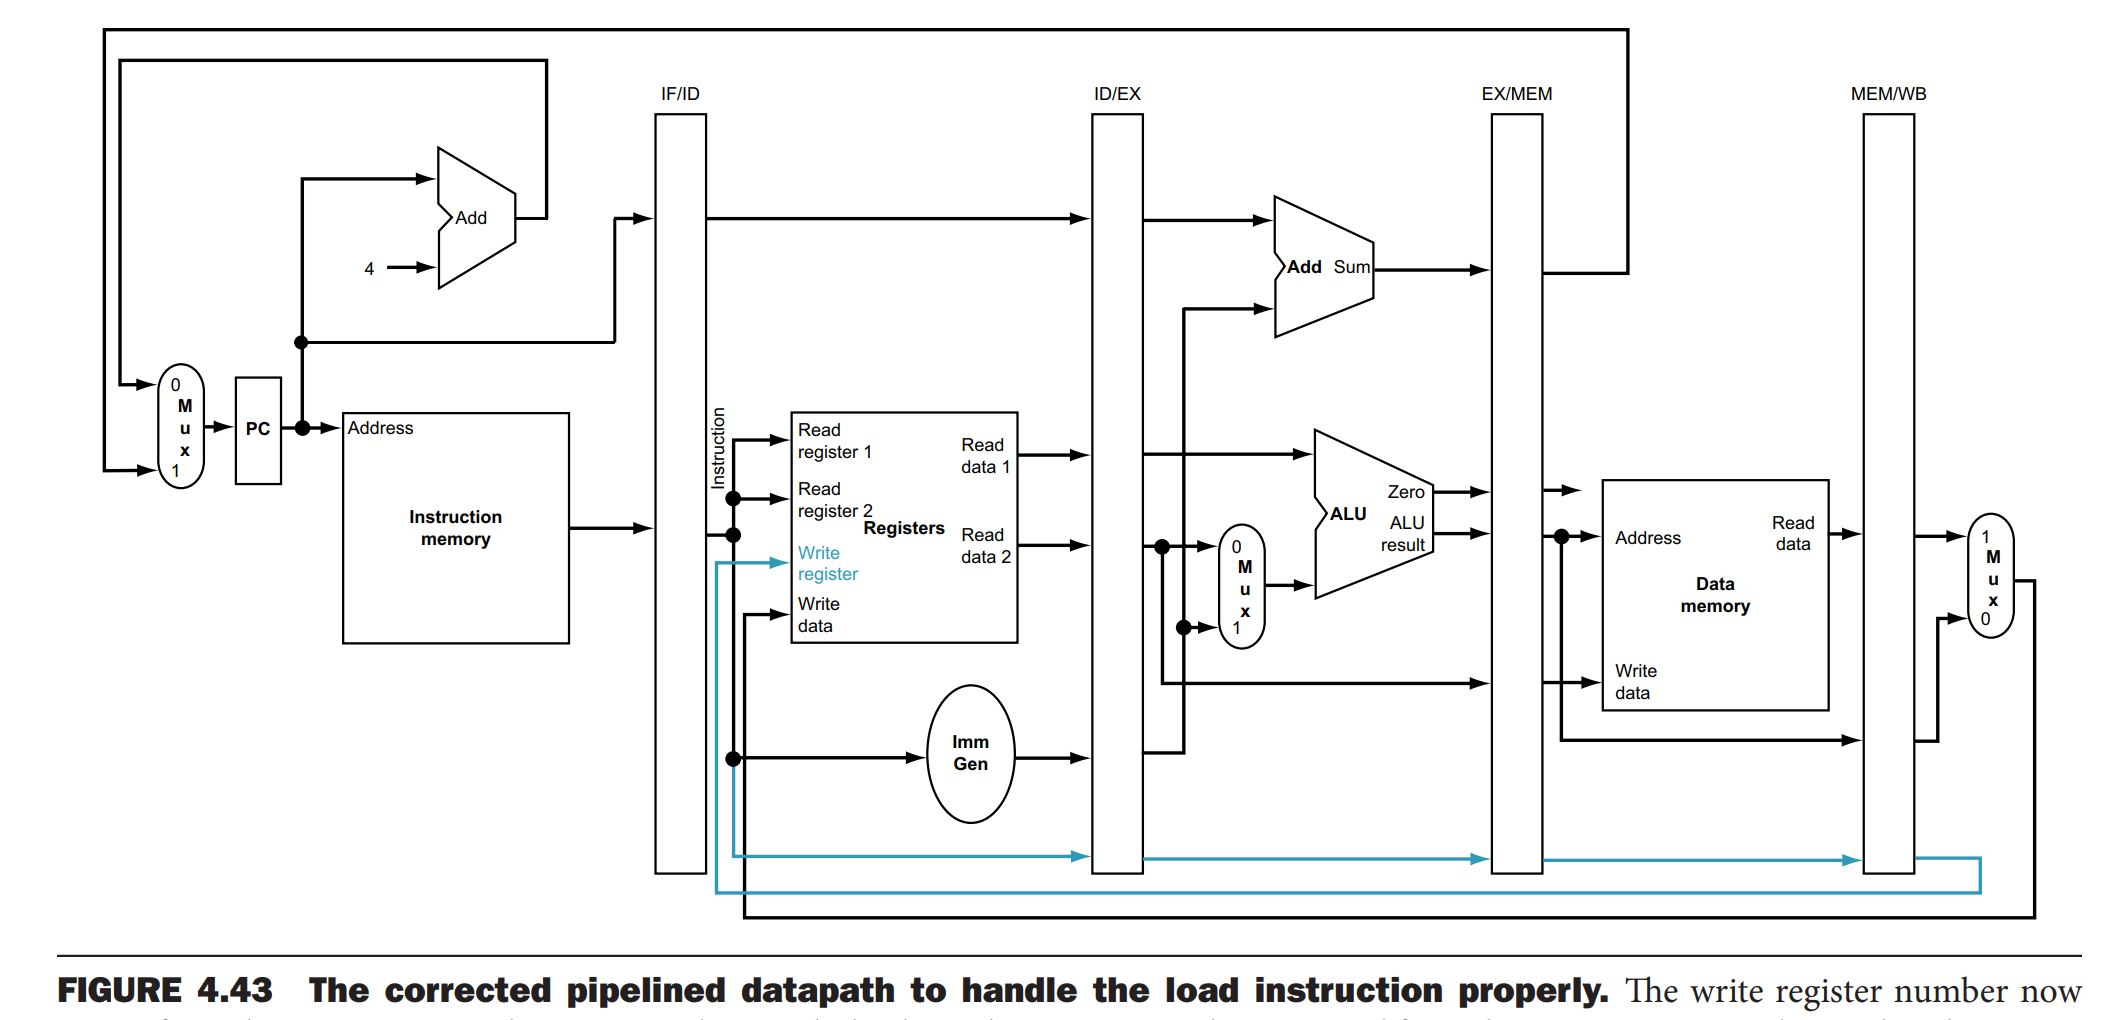 IF/ID
ID/EX
EX/MEM
MEM/WB
Add
4
Add Sum
0
M
u
x
1
PC
Address
Instruction
memory
Instruction
Read
register 1
Read
register 2
Write
register
Write
data
Registers
Read
data 1
Read
data 2
Imm
Gen
0
M
u
x
1
ALU
Zero
ALU
result
Address
Write
data
Data
memory
Read
data
1
M
u
x
0
FIGURE 4.43 The corrected pipelined datapath to handle the load instruction properly. The write register number now